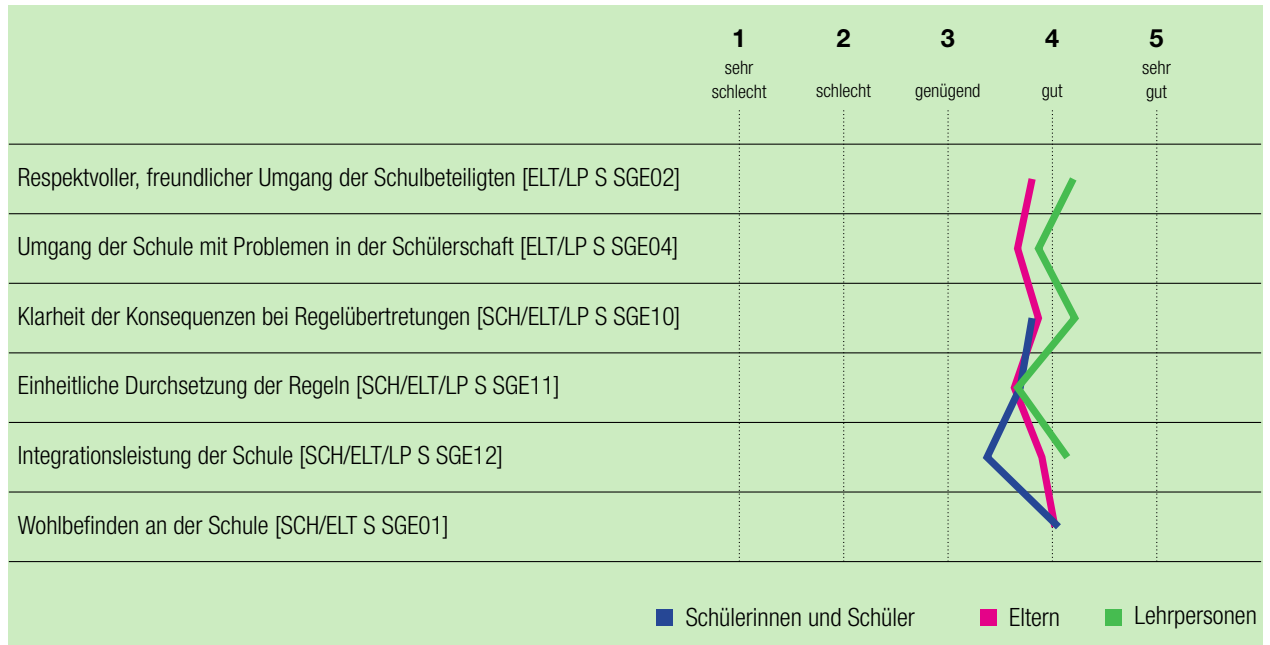 1 2 3 4 5
sehr schlecht schlecht genügend gut sehr gut
Respektvoller, freundlicher Umgang der Schulbeteiligten [ELT/LP S SGE02]
Umgang der Schule mit Problemen in der Schülerschaft [ELT/LP S SGE04]
Klarheit der Konsequenzen bei Regelübertretungen [SCH/ELT/LP S SGE10]
Einheitliche Durchsetzung der Regeln [SCH/ELT/LP S SGE11]
Integrationsleistung der Schule [SCH/ELT/LP S SGE12]
Wohlbefinden an der Schule [SCH/ELT S SGE01]
Schülerinnen und Schüler Eltern Lehrpersonen